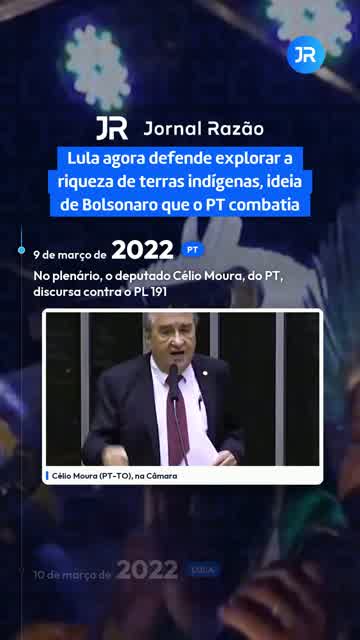 JR
JR Jornal Razão
Lula agora defende explorar a
riqueza de terras indígenas, ideia
de Bolsonaro que o PT combatia
9 de março de 2022 PT
No plenário, o deputado Célio Moura, do PT,
discursa contra o PL 191
Célio Moura (PT-TO), na Câmara
10 de março de 2022